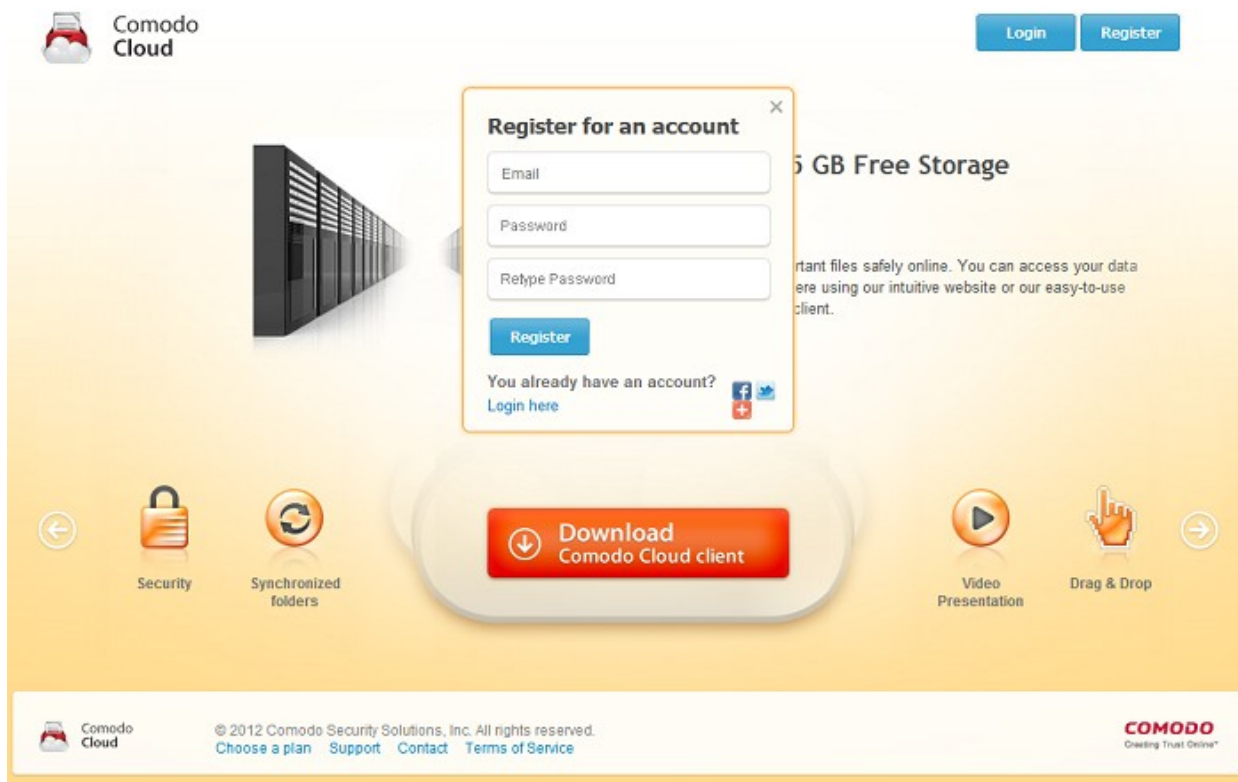 Comodo
Cloud
Login
Register
Register for an account
Email
Password
Retype Password
Register
You already have an account?
Login here
GB Free Storage
files safely online. You can access your data
using our intuitive website or our easy-to-use
client.
Security
Synchronized
folders
Download
Comodo Cloud client
Video
Presentation
Drag & Drop
Comodo
Cloud
© 2012 Comodo Security Solutions, Inc. All rights reserved.
Choose a plan Support Contact Terms of Service
COMODO
Creating Trust Online*